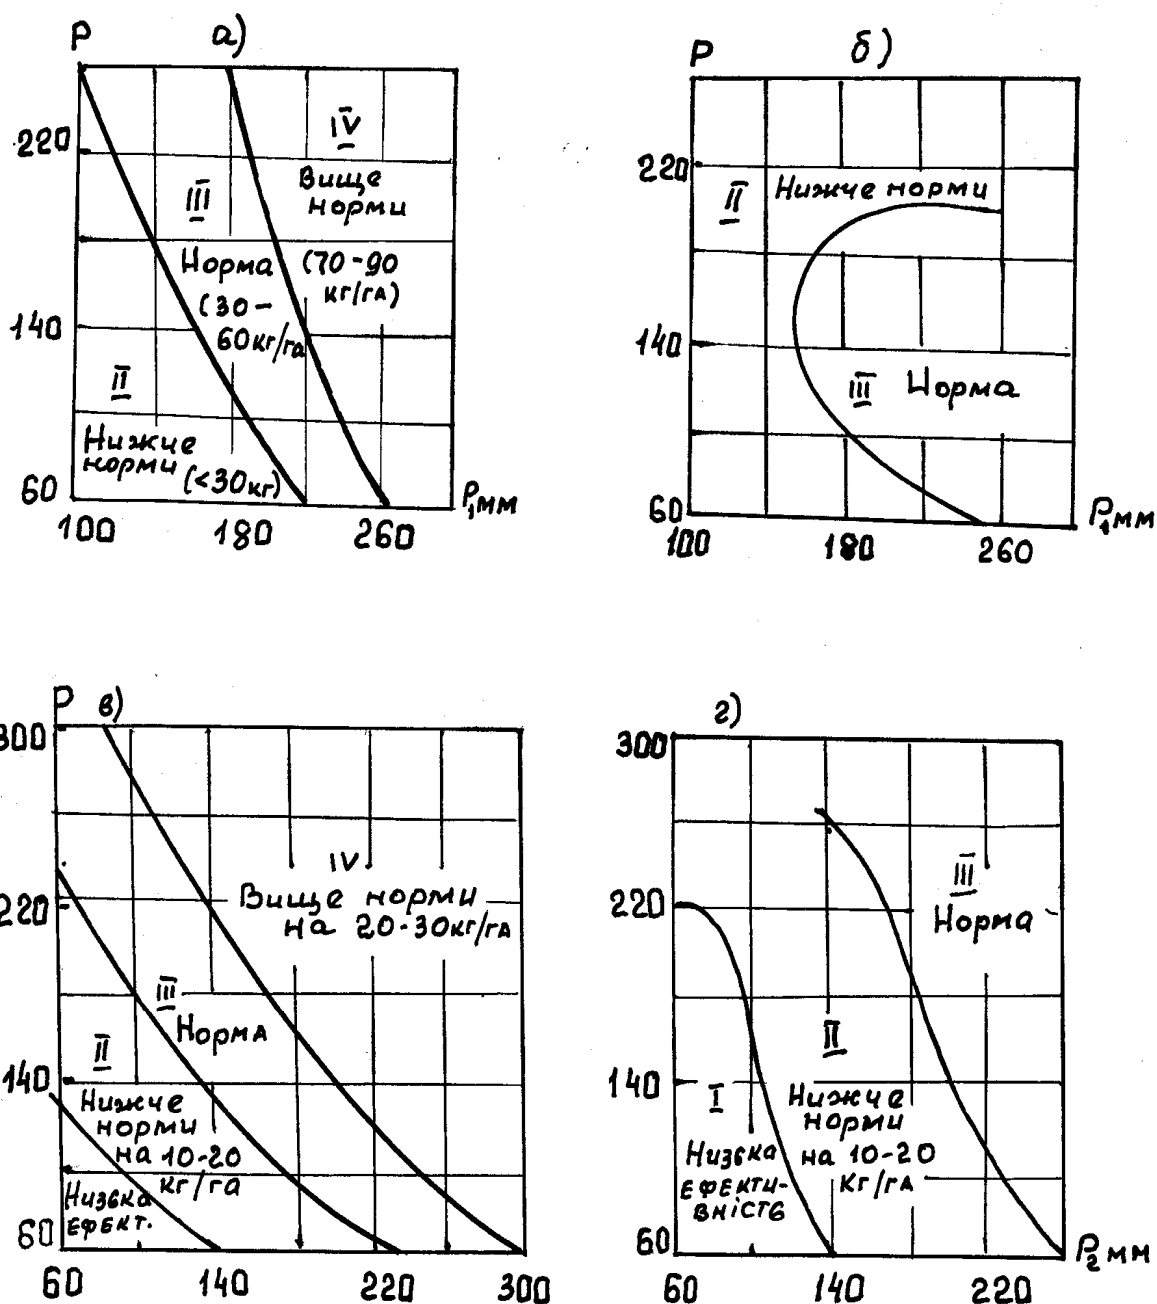 а)
P
220
140
60
100 180 260
P₁мм
IV
Вище
норми
(70-90
кг/га)
III
Норма
(30-
60кг/га
II
Нижче
норми (<30кг)
б)
P
220
140
60
100 180 260
P₁мм
II Нижче норми
III Норма
в)
P
300
220
140
60
60 140 220 300
IV
Вище норми
на 20-30кг/га
III
Норма
II
Нижче
норми
на 10-20
кг/га
Низька
ефект.
г)
300
220
140
60
60 140 220
P₂мм
III
Норма
II
Нижче
норми
на 10-20
кг/га
I
Низька
ефекти-
вність